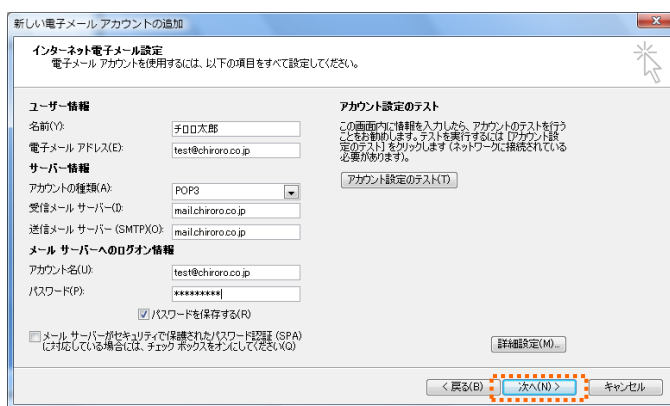 新しい電子メール アカウントの追加
インターネット電子メール設定
電子メール アカウントを使用するには、以下の項目をすべて設定してください。
ユーザー情報
名前(Y):
チロロ太郎
電子メール アドレス(E):
test@chiroro.co.jp
サーバー情報
アカウントの種類(A):
POP3
受信メール サーバー(I):
mail.chiroro.co.jp
送信メール サーバー (SMTP)(O):
mail.chiroro.co.jp
メール サーバーへのログオン情報
アカウント名(U):
test@chiroro.co.jp
パスワード(P):
*********
パスワードを保存する(R)
メール サーバーがセキュリティで保護されたパスワード認証 (SPA)
に対応している場合には、チェック ボックスをオンにしてください(Q)
アカウント設定のテスト
この画面内に情報を入力したら、アカウントのテストを行う
ことをお勧めします。テストを実行するには [アカウント設
定のテスト] をクリックします (ネットワークに接続されている
必要があります)。
アカウント設定のテスト(T)
詳細設定(M)...
< 戻る(B)
次へ(N) >
キャンセル